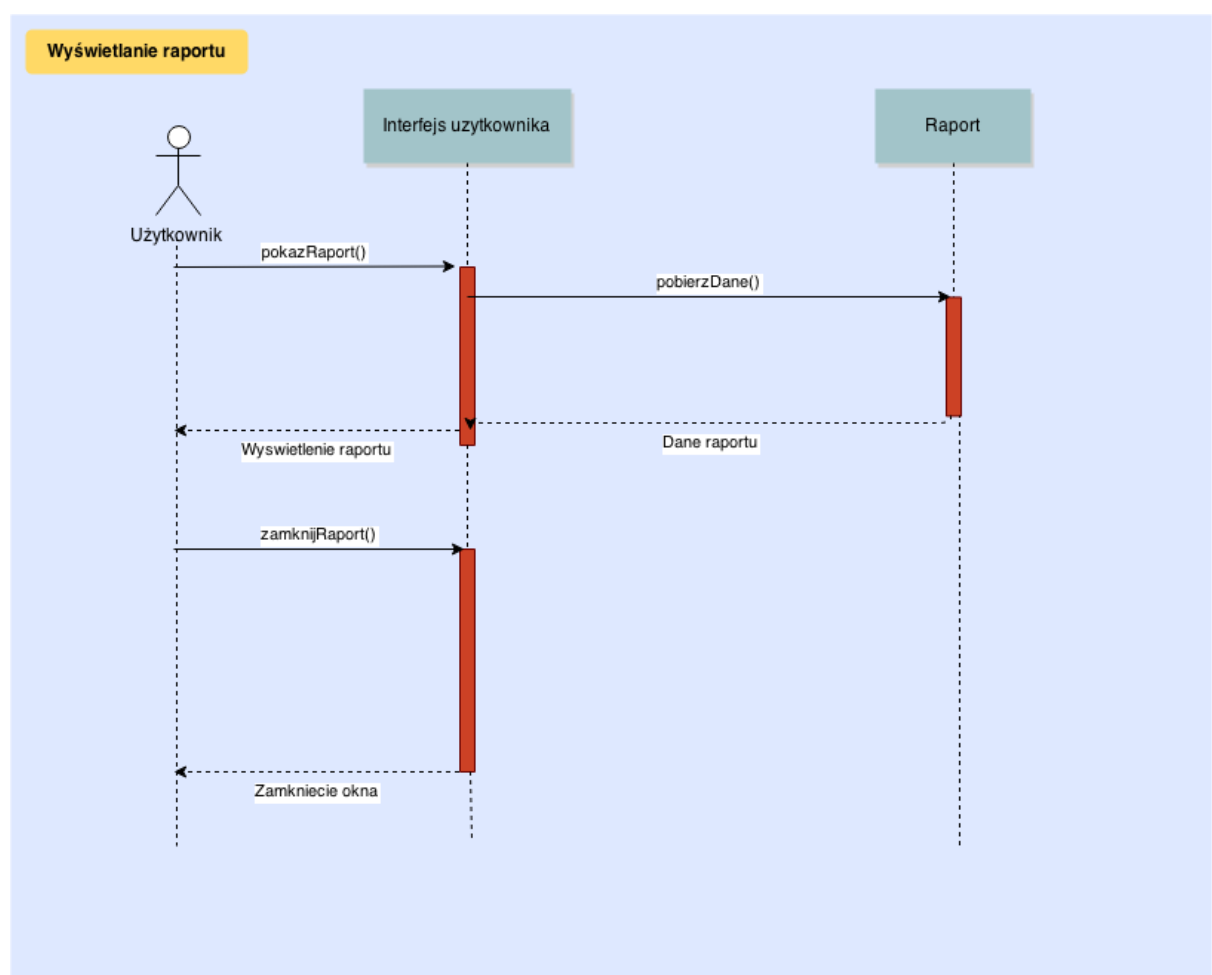 Wyświetlanie raportu
Interfejs uzytkownika
Raport
Użytkownik
pokazRaport()
pobierzDane()
Dane raportu
Wyswietlenie raportu
zamknijRaport()
Zamkniecie okna